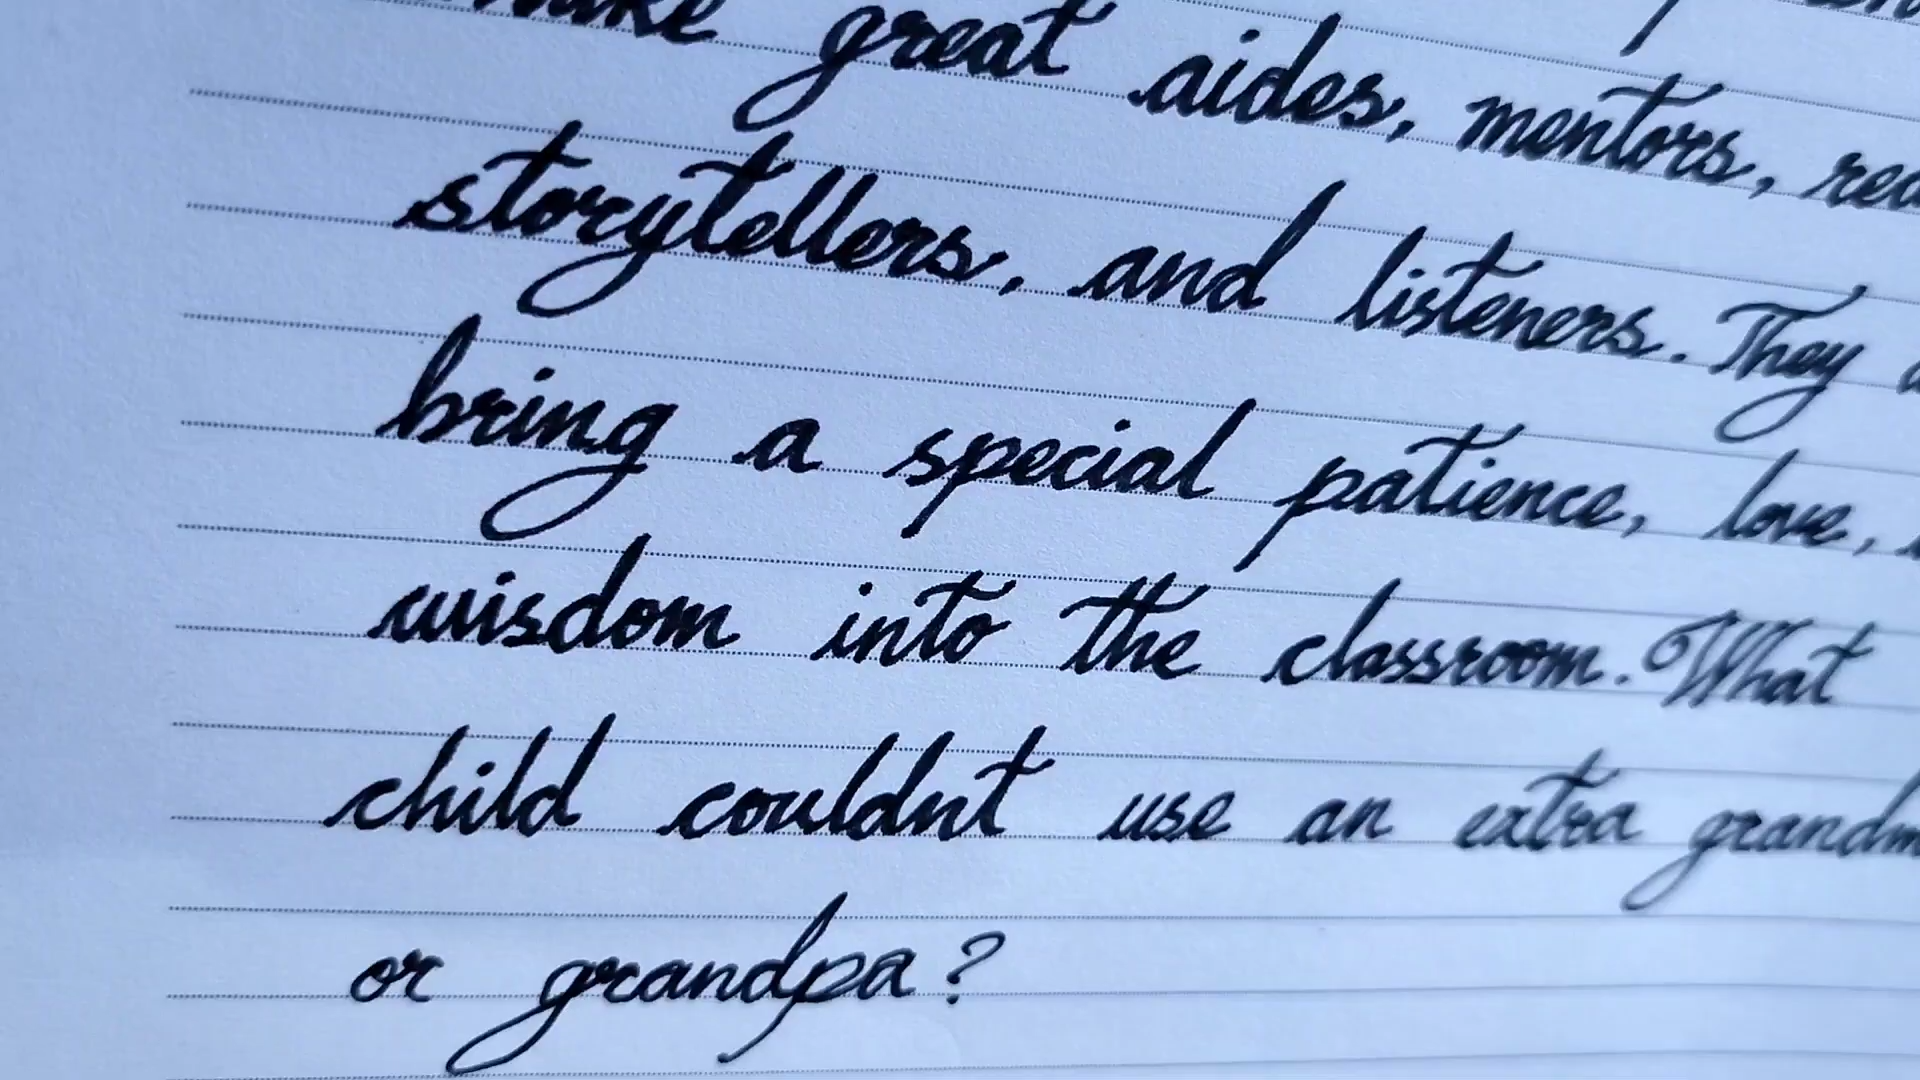 make great aides, mentors,
storytellers, and listeners. They
bring a special patience, love,
wisdom into the classroom. What
child couldnt use an extra
or grandpa?